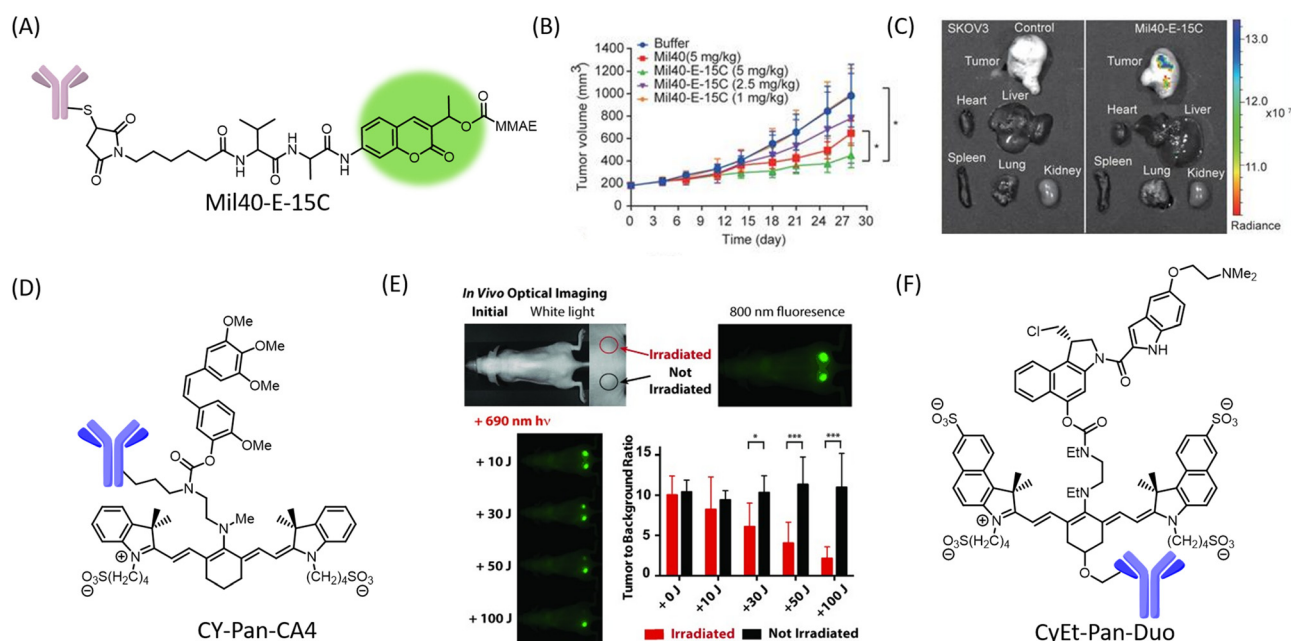 (A)
S
O
N
O
O
H
N
O
O
N
H
H
N
O
O
O
O
MMAE
Mil40-E-15C
(B)
Buffer
Mil40(5 mg/kg)
Mil40-E-15C (5 mg/kg)
Mil40-E-15C (2.5 mg/kg)
Mil40-E-15C (1 mg/kg)
Tumor volume (mm3)
1400
1200
1000
800
600
400
200
0
0 3 6 9 12 15 18 21 24 27 30
Time (day)
*
*
(C)
SKOV3
Control
Tumor
Heart
Liver
Spleen
Lung
Kidney
Mil40-E-15C
Tumor
Heart
Liver
Spleen
Lung
Kidney
13.0
12.0
11.0
Radiance
(D)
OMe
MeO
MeO
OMe
O
O
N
N
Me
N
N
SO3(H2C)4
(CH2)4SO3
CY-Pan-CA4
(E)
In Vivo Optical Imaging
Initial
White light
800 nm fluoresence
Irradiated
Not
Irradiated
+ 690 nm hν
+ 10 J
+ 30 J
+ 50 J
+ 100 J
Tumor to Background Ratio
15
10
5
0
*
***
***
+0 J
+10 J
+30 J
+50 J
+100 J
Irradiated
Not Irradiated
(F)
O
NMe2
Cl
N
NH
O
O
O
EtN
EtN
O3S
SO3
N
N
O3S(H2C)4
(CH2)4SO3
O
CyEt-Pan-Duo